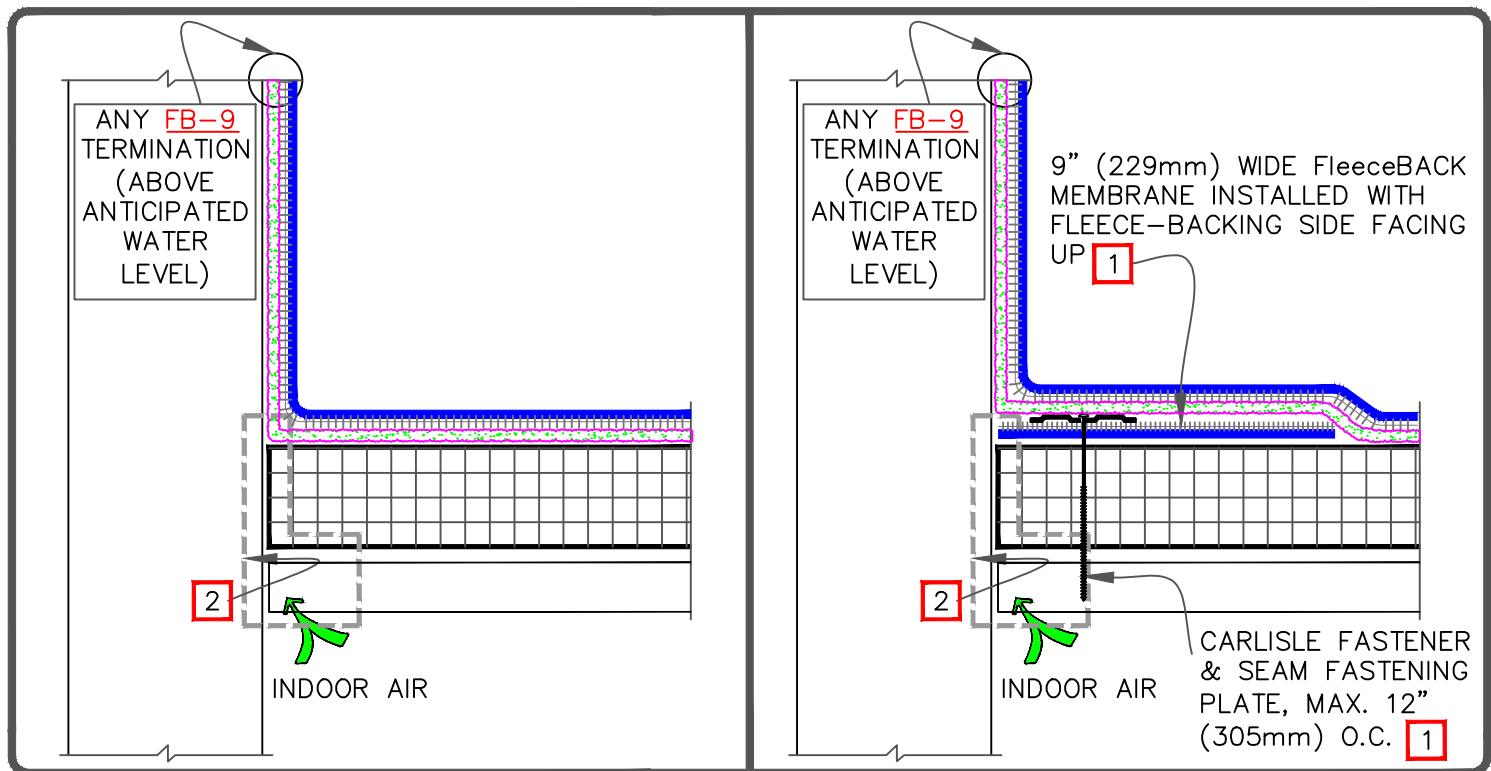 ANY FB-9
TERMINATION
(ABOVE
ANTICIPATED
WATER
LEVEL)
2
INDOOR AIR
ANY FB-9
TERMINATION
(ABOVE
ANTICIPATED
WATER
LEVEL)
9” (229mm) WIDE FleeceBACK
MEMBRANE INSTALLED WITH
FLEECE-BACKING SIDE FACING
UP 1
2
INDOOR AIR
CARLISLE FASTENER
& SEAM FASTENING
PLATE, MAX. 12”
(305mm) O.C. 1